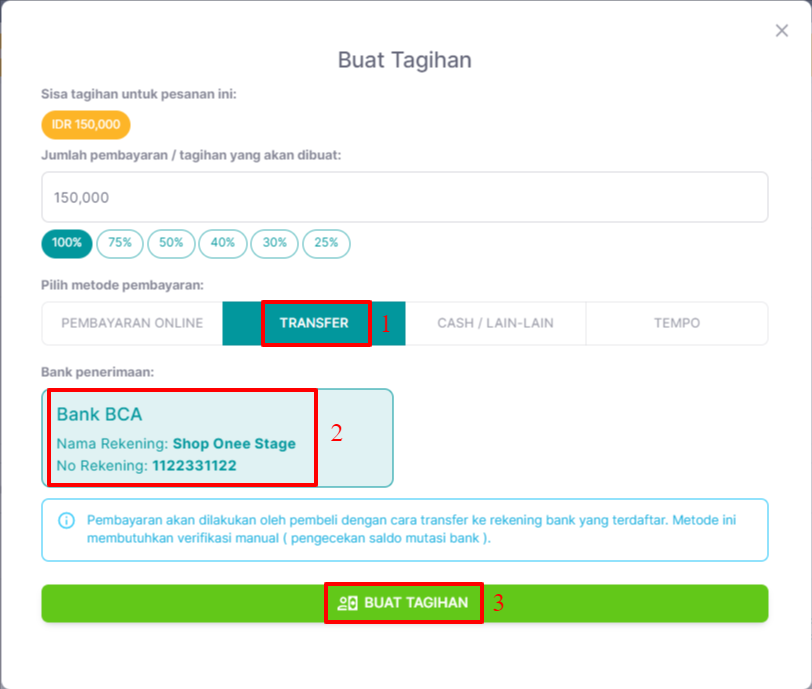 Buat Tagihan
Sisa tagihan untuk pesanan ini:
IDR 150,000
Jumlah pembayaran / tagihan yang akan dibuat:
150,000
100% 75% 50% 40% 30% 25%
Pilih metode pembayaran:
PEMBAYARAN ONLINE TRANSFER 1 CASH / LAIN-LAIN TEMPO
Bank penerimaan:
Bank BCA
Nama Rekening: Shop Onee Stage
No Rekening: 1122331122
2
Pembayaran akan dilakukan oleh pembeli dengan cara transfer ke rekening bank yang terdaftar. Metode ini
membutuhkan verifikasi manual ( pengecekan saldo mutasi bank ).
BUAT TAGIHAN 3